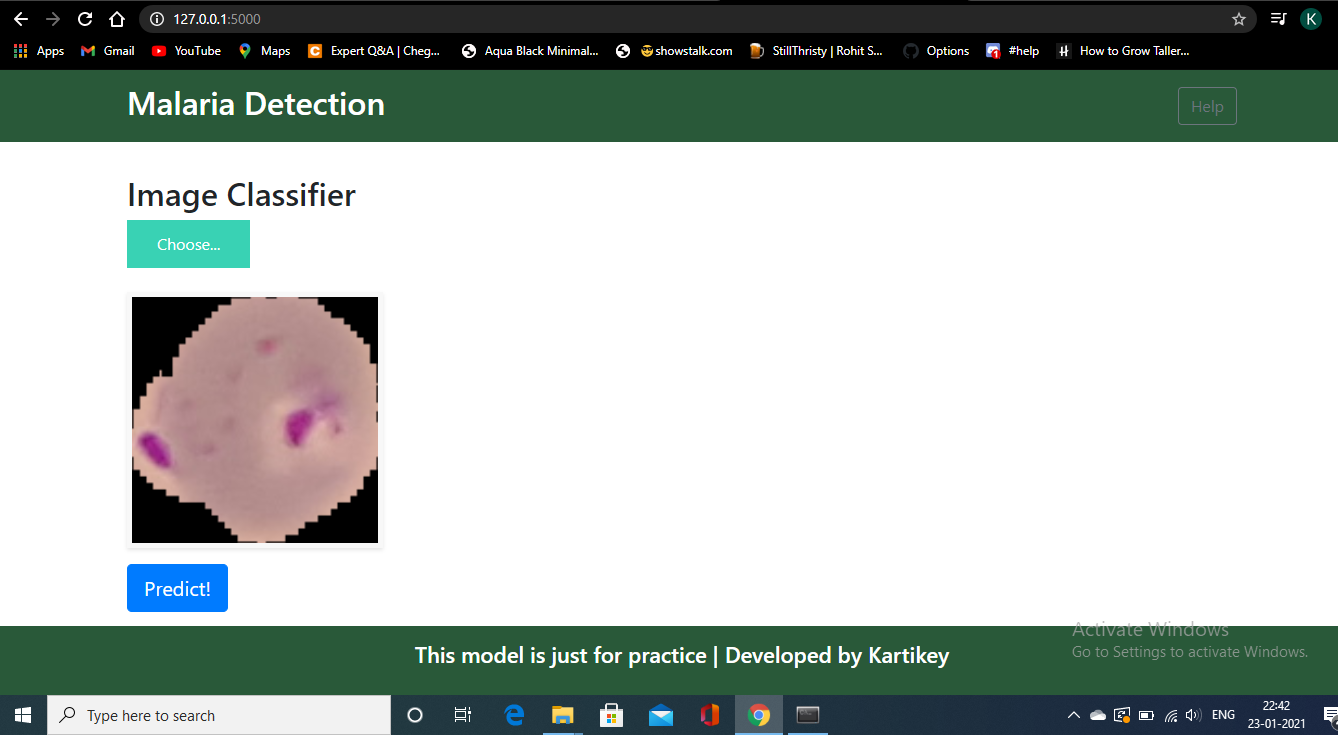 127.0.0.1:5000
K
Apps Gmail YouTube Maps Expert Q&A | Cheg... Aqua Black Minimal... 😎showstalk.com StillThristy | Rohit S... Options #help How to Grow Taller...
Malaria Detection
Help
Image Classifier
Choose...
Predict!
Activate Windows
Go to Settings to activate Windows.
This model is just for practice | Developed by Kartikey
Type here to search
ENG
22:42
23-01-2021